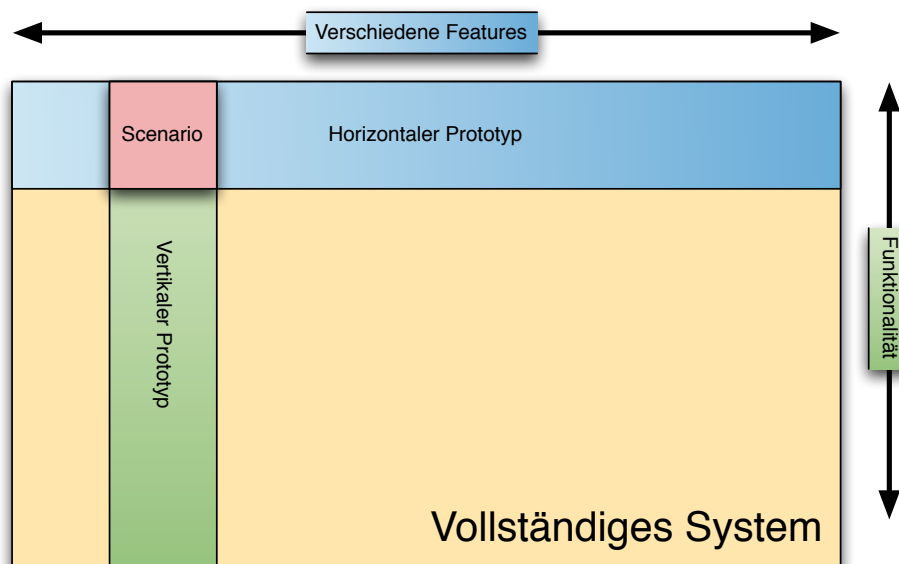 Verschiedene Features
Scenario
Horizontaler Prototyp
Vertikaler Prototyp
Funktionalität
Vollständiges System